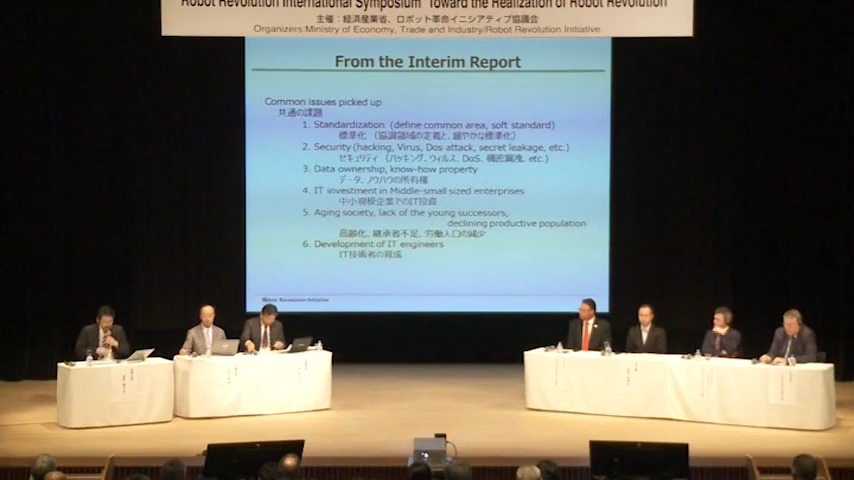 Robot Revolution International Symposium "Toward the Realization of Robot Revolution"
主催：経済産業省、ロボット革命イニシアティブ協議会
Organizers:Ministry of Economy, Trade and Industry/Robot Revolution Initiative
From the Interim Report
Common issues picked up
共通の課題
1. Standardization (define common area, soft standard)
標準化 （協調領域の定義と、緩やかな標準化）
2. Security (hacking, Virus, Dos attack, secret leakage, etc.)
セキュリティ （ハッキング、ウィルス、DoS、機密漏洩、etc.)
3. Data ownership, know-how property
データ、ノウハウの所有権
4. IT investment in Middle-small sized enterprises
中小規模企業でのIT投資
5. Aging society, lack of the young successors,
declining productive population
高齢化、継承者不足、労働人口の減少
6. Development of IT engineers
IT技術者の育成
Robot Revolution Initiative